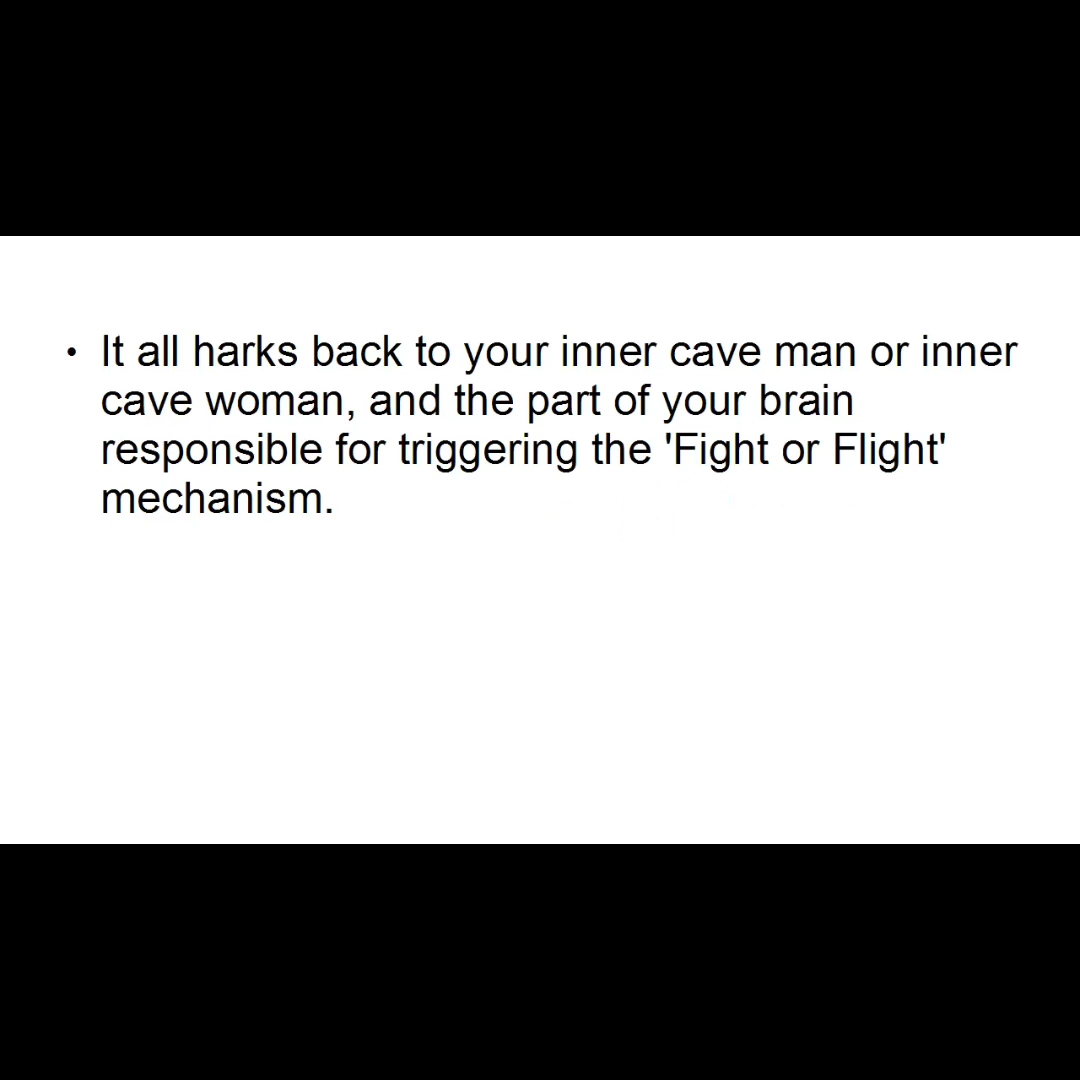 • It all harks back to your inner cave man or inner
cave woman, and the part of your brain
responsible for triggering the 'Fight or Flight'
mechanism.